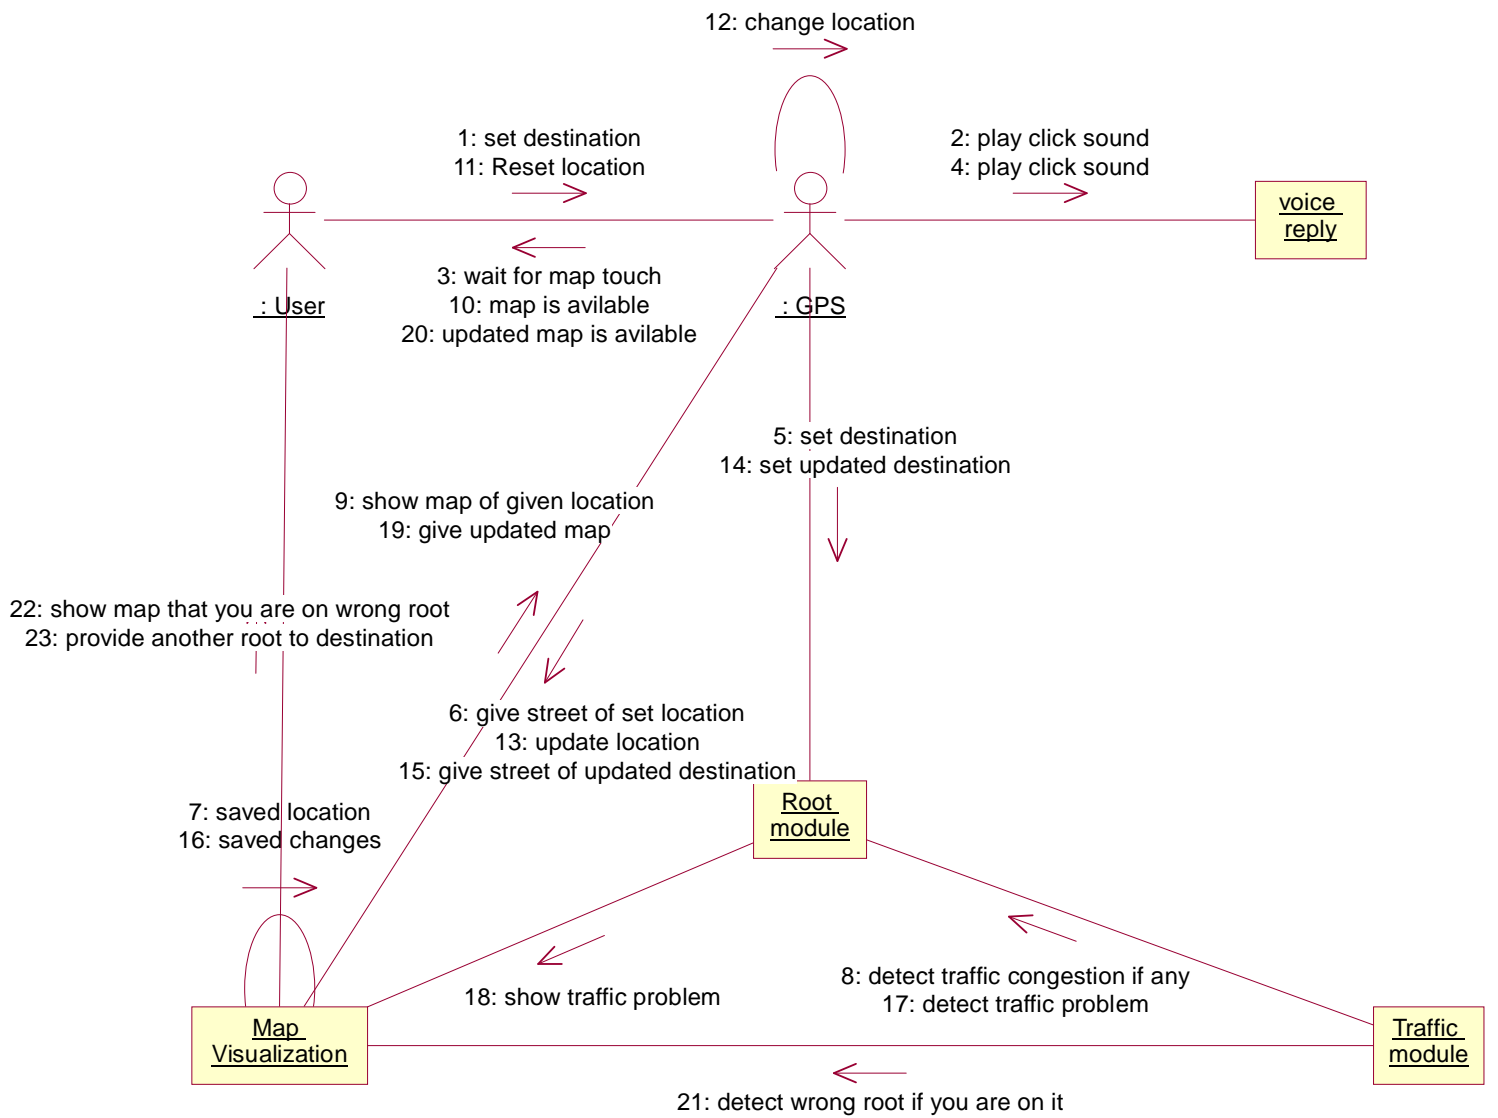 12: change location
1: set destination
11: Reset location
2: play click sound
4: play click sound
voice
reply
3: wait for map touch
10: map is avilable
20: updated map is avilable
: User
: GPS
5: set destination
14: set updated destination
9: show map of given location
19: give updated map
22: show map that you are on wrong root
23: provide another root to destination
6: give street of set location
13: update location
15: give street of updated destination
7: saved location
16: saved changes
Root
module
18: show traffic problem
8: detect traffic congestion if any
17: detect traffic problem
Map
Visualization
Traffic
module
21: detect wrong root if you are on it